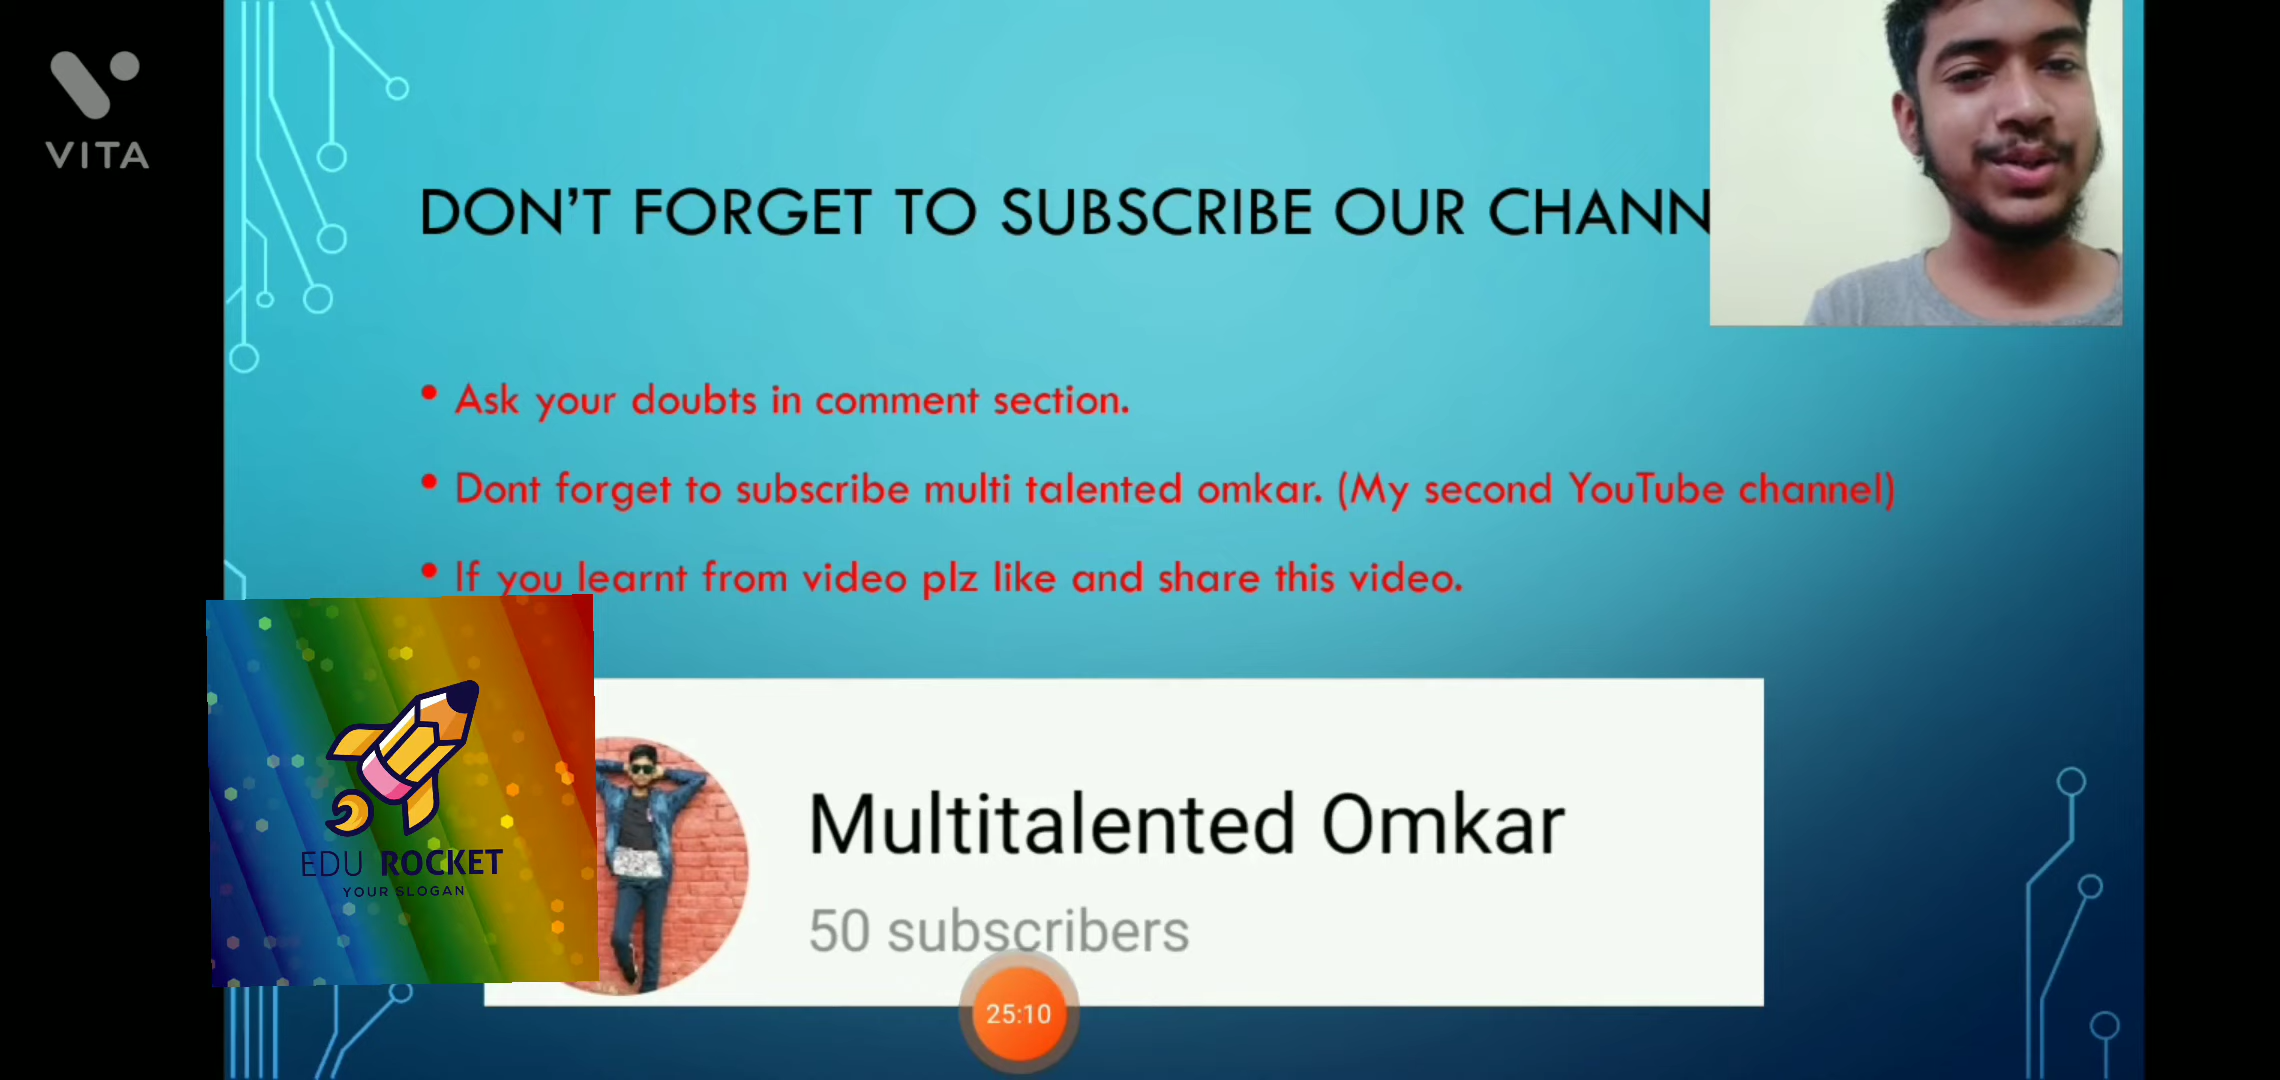 VITA
DON'T FORGET TO SUBSCRIBE OUR CHANN
• Ask your doubts in comment section.
• Dont forget to subscribe multi talented omkar. (My second YouTube channel)
• If you learnt from video plz like and share this video.
EDU ROCKET
YOUR SLOGAN
Multitalented Omkar
50 subscribers
25:10